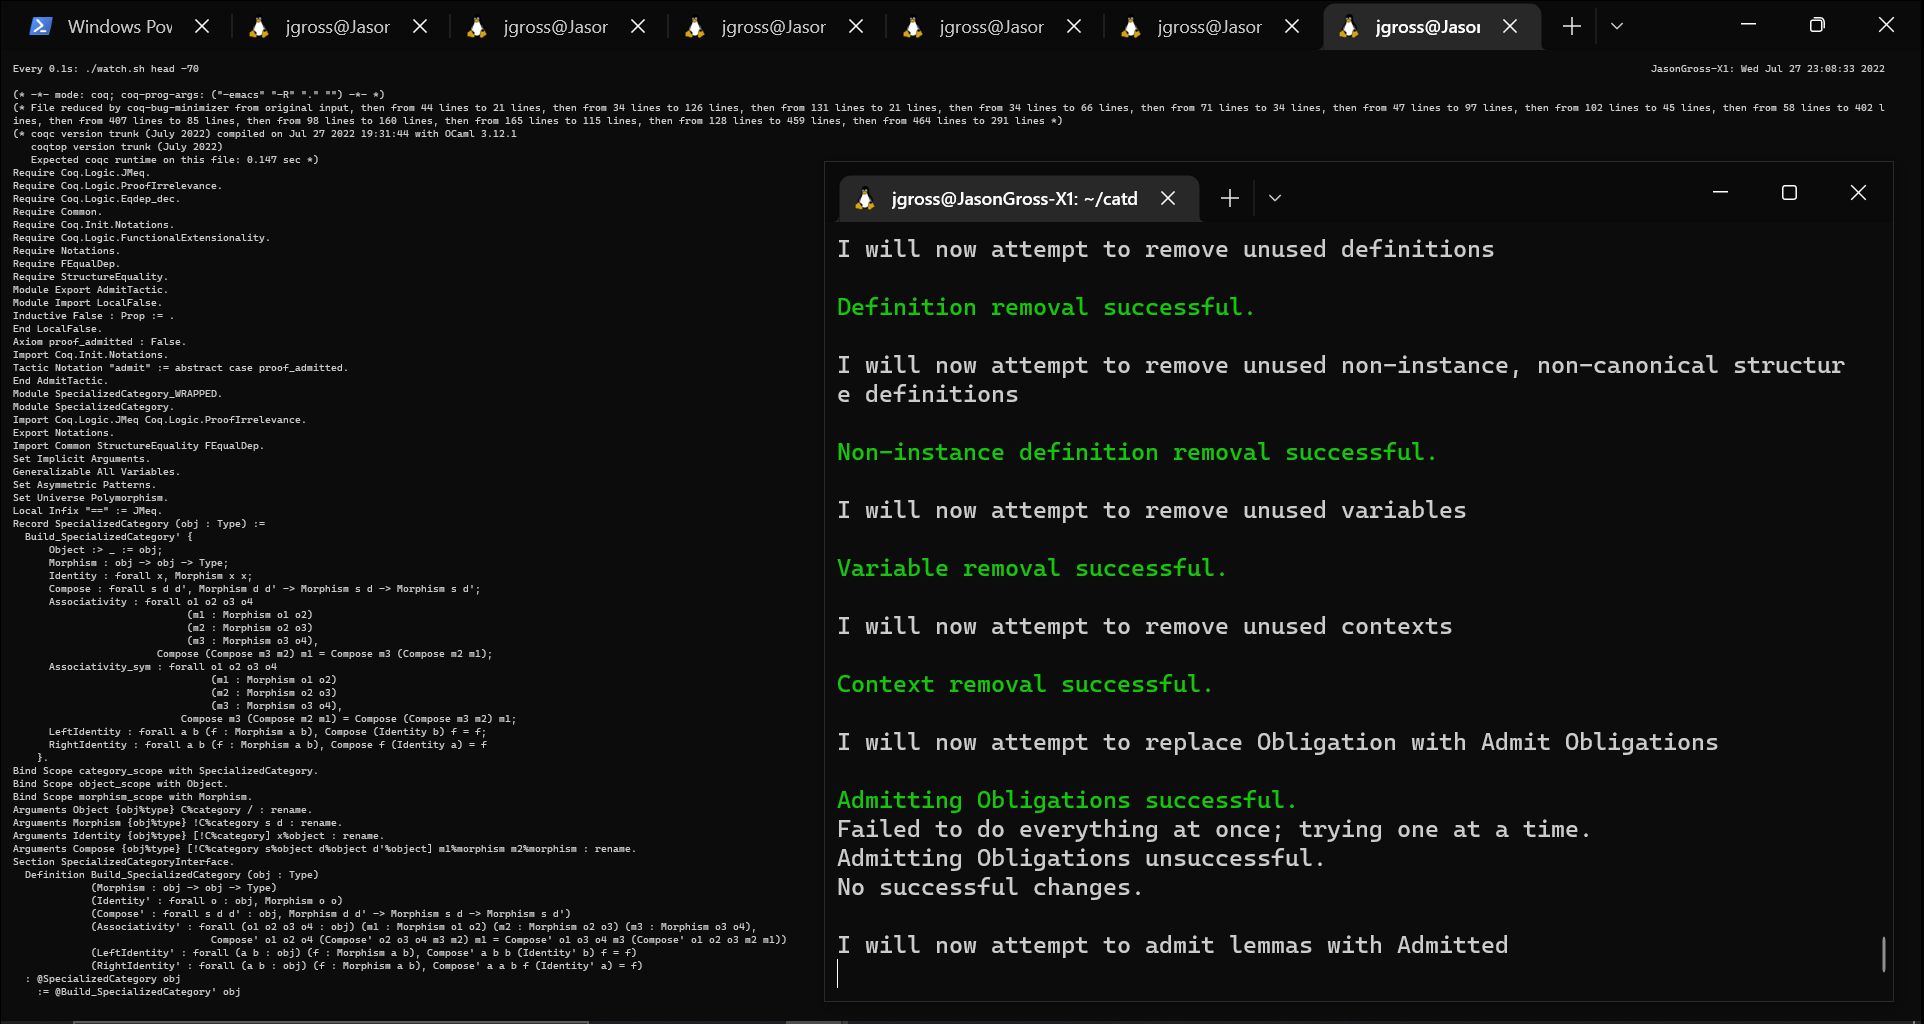 Windows Pov
jgross@Jasor
jgross@Jasor
jgross@Jasor
jgross@Jasor
jgross@Jasor
jgross@Jasor
Every 0.1s: ./watch.sh head -70
JasonGross-X1: Wed Jul 27 23:08:33 2022
(* -*- mode: coq; coq-prog-args: ("-emacs" "-R" "." "") -*- *)
(* File reduced by coq-bug-minimizer from original input, then from 44 lines to 21 lines, then from 34 lines to 126 lines, then from 131 lines to 21 lines, then from 34 lines to 66 lines, then from 71 lines to 34 lines, then from 47 lines to 97 lines, then from 102 lines to 45 lines, then from 58 lines to 402 l
ines, then from 407 lines to 85 lines, then from 98 lines to 160 lines, then from 165 lines to 115 lines, then from 128 lines to 459 lines, then from 464 lines to 291 lines *)
(* coqc version trunk (July 2022) compiled on Jul 27 2022 19:31:44 with OCaml 3.12.1
   coqtop version trunk (July 2022)
   Expected coqc runtime on this file: 0.147 sec *)
Require Coq.Logic.JMeq.
Require Coq.Logic.ProofIrrelevance.
Require Coq.Logic.Eqdep_dec.
Require Common.
Require Coq.Init.Notations.
Require Coq.Logic.FunctionalExtensionality.
Require Notations.
Require FEqualDep.
Require StructureEquality.
Module Export AdmitTactic.
Module Import LocalFalse.
Inductive False : Prop := .
End LocalFalse.
Axiom proof_admitted : False.
Import Coq.Init.Notations.
Tactic Notation "admit" := abstract case proof_admitted.
End AdmitTactic.
Module SpecializedCategory_WRAPPED.
Module SpecializedCategory.
Import Coq.Logic.JMeq Coq.Logic.ProofIrrelevance.
Export Notations.
Import Common StructureEquality FEqualDep.
Set Implicit Arguments.
Generalizable All Variables.
Set Asymmetric Patterns.
Set Universe Polymorphism.
Local Infix "==" := JMeq.
Record SpecializedCategory (obj : Type) :=
  Build_SpecializedCategory' {
      Object :> _ := obj;
      Morphism : obj -> obj -> Type;
      Identity : forall x, Morphism x x;
      Compose : forall s d d', Morphism d d' -> Morphism s d -> Morphism s d';
      Associativity : forall o1 o2 o3 o4
                             (m1 : Morphism o1 o2)
                             (m2 : Morphism o2 o3)
                             (m3 : Morphism o3 o4),
                        Compose (Compose m3 m2) m1 = Compose m3 (Compose m2 m1);
      Associativity_sym : forall o1 o2 o3 o4
                                 (m1 : Morphism o1 o2)
                                 (m2 : Morphism o2 o3)
                                 (m3 : Morphism o3 o4),
                            Compose m3 (Compose m2 m1) = Compose (Compose m3 m2) m1;
      LeftIdentity : forall a b (f : Morphism a b), Compose (Identity b) f = f;
      RightIdentity : forall a b (f : Morphism a b), Compose f (Identity a) = f
    }.
Bind Scope category_scope with SpecializedCategory.
Bind Scope object_scope with Object.
Bind Scope morphism_scope with Morphism.
Arguments Object {obj%type} C%category / : rename.
Arguments Morphism {obj%type} !C%category s d : rename.
Arguments Identity {obj%type} [!C%category] x%object : rename.
Arguments Compose {obj%type} [!C%category s%object d%object d'%object] m1%morphism m2%morphism : rename.
Section SpecializedCategoryInterface.
  Definition Build_SpecializedCategory (obj : Type)
             (Morphism : obj -> obj -> Type)
             (Identity' : forall o : obj, Morphism o o)
             (Compose' : forall s d d' : obj, Morphism d d' -> Morphism s d -> Morphism s d')
             (Associativity' : forall (o1 o2 o3 o4 : obj) (m1 : Morphism o1 o2) (m2 : Morphism o2 o3) (m3 : Morphism o3 o4),
                                 Compose' o1 o2 o4 (Compose' o2 o3 o4 m3 m2) m1 = Compose' o1 o3 o4 m3 (Compose' o1 o2 o3 m2 m1))
             (LeftIdentity' : forall (a b : obj) (f : Morphism a b), Compose' a b b (Identity' b) f = f)
             (RightIdentity' : forall (a b : obj) (f : Morphism a b), Compose' a a b f (Identity' a) = f)
  : @SpecializedCategory obj
    := @Build_SpecializedCategory' obj
jgross@JasonGross-X1: ~/catd
I will now attempt to remove unused definitions
Definition removal successful.
I will now attempt to remove unused non-instance, non-canonical structur
e definitions
Non-instance definition removal successful.
I will now attempt to remove unused variables
Variable removal successful.
I will now attempt to remove unused contexts
Context removal successful.
I will now attempt to replace Obligation with Admit Obligations
Admitting Obligations successful.
Failed to do everything at once; trying one at a time.
Admitting Obligations unsuccessful.
No successful changes.
I will now attempt to admit lemmas with Admitted